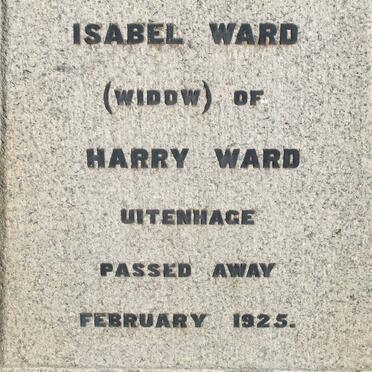 ISABEL WARD
(WIDOW) OF
HARRY WARD
UITENHAGE
PASSED AWAY
FEBRUARY 1925.